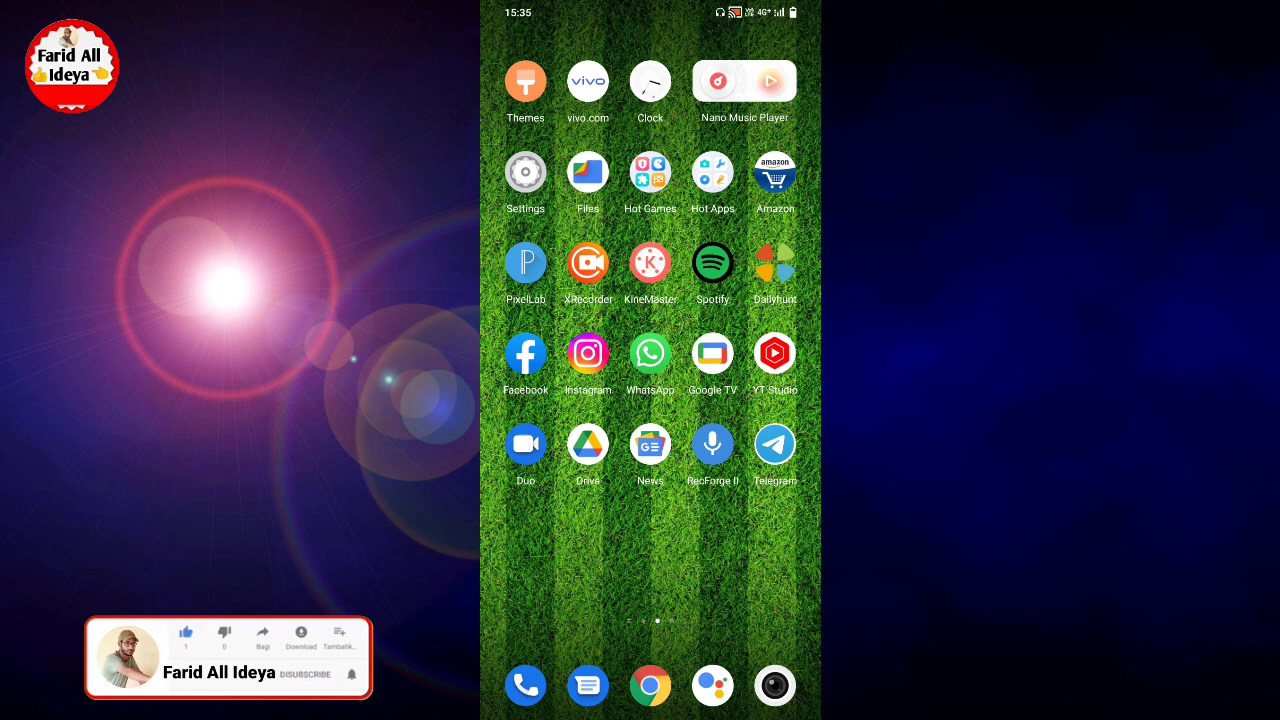 Farid All
Ideya
15:35
4G+
Themes
vivo
vivo.com
Clock
Nano Music Player
Settings
Files
Hot Games
Hot Apps
amazon
Amazon
P
PixelLab
XRecorder
K
KineMaster
Spotify
Dailyhunt
Facebook
Instagram
WhatsApp
Google TV
YT Studio
Duo
Drive
GE
News
RecForge II
Telegram
1
0
Bagi
Download
Tambahk...
Farid All Ideya DISUBSCRIBE